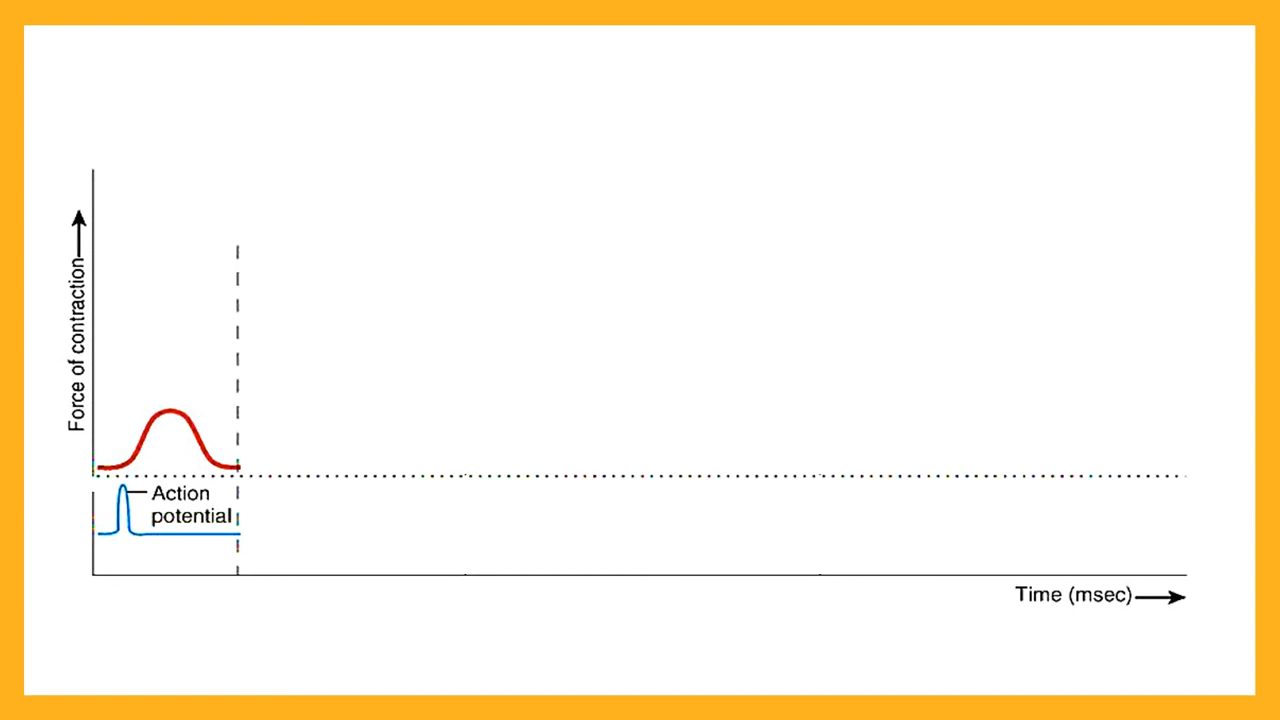 Force of contraction
Action
potential
Time (msec)